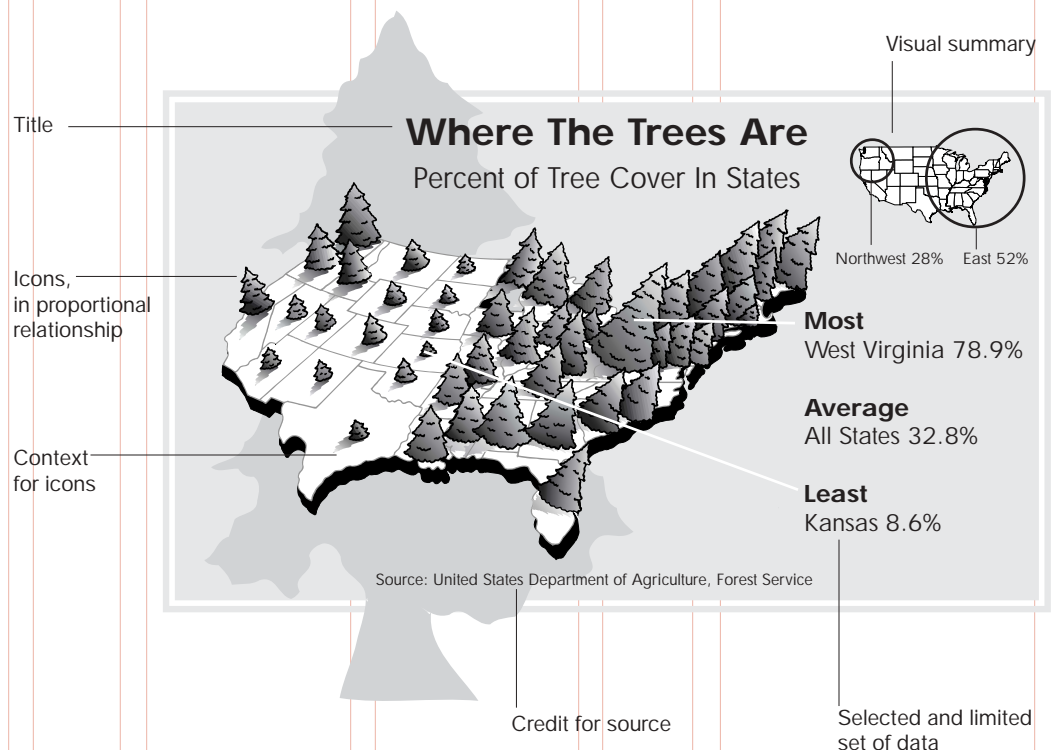 Visual summary
Title
Where The Trees Are
Percent of Tree Cover In States
Northwest 28%
East 52%
Icons,
in proportional
relationship
Most
West Virginia 78.9%
Average
All States 32.8%
Context
for icons
Least
Kansas 8.6%
Source: United States Department of Agriculture, Forest Service
Credit for source
Selected and limited
set of data